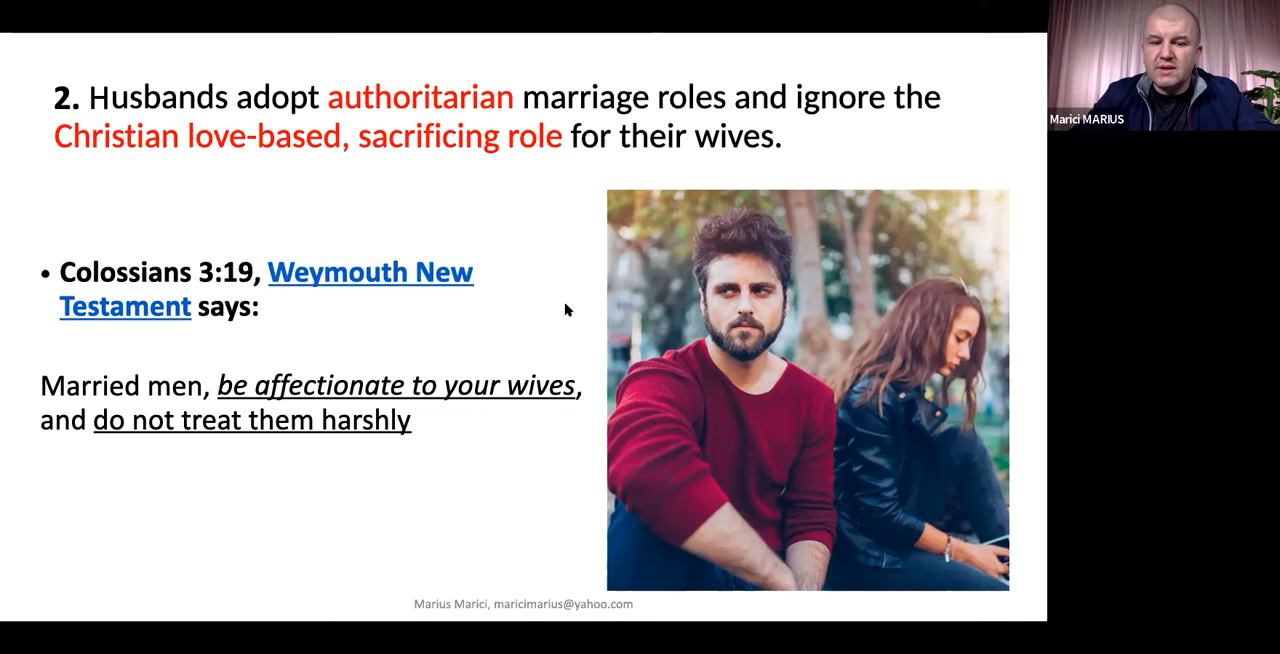 2. Husbands adopt authoritarian marriage roles and ignore the
Christian love-based, sacrificing role for their wives.
• Colossians 3:19, Weymouth New
Testament says:
Married men, be affectionate to your wives,
and do not treat them harshly
Marius Marici, maricimarius@yahoo.com
Marici MARIUS